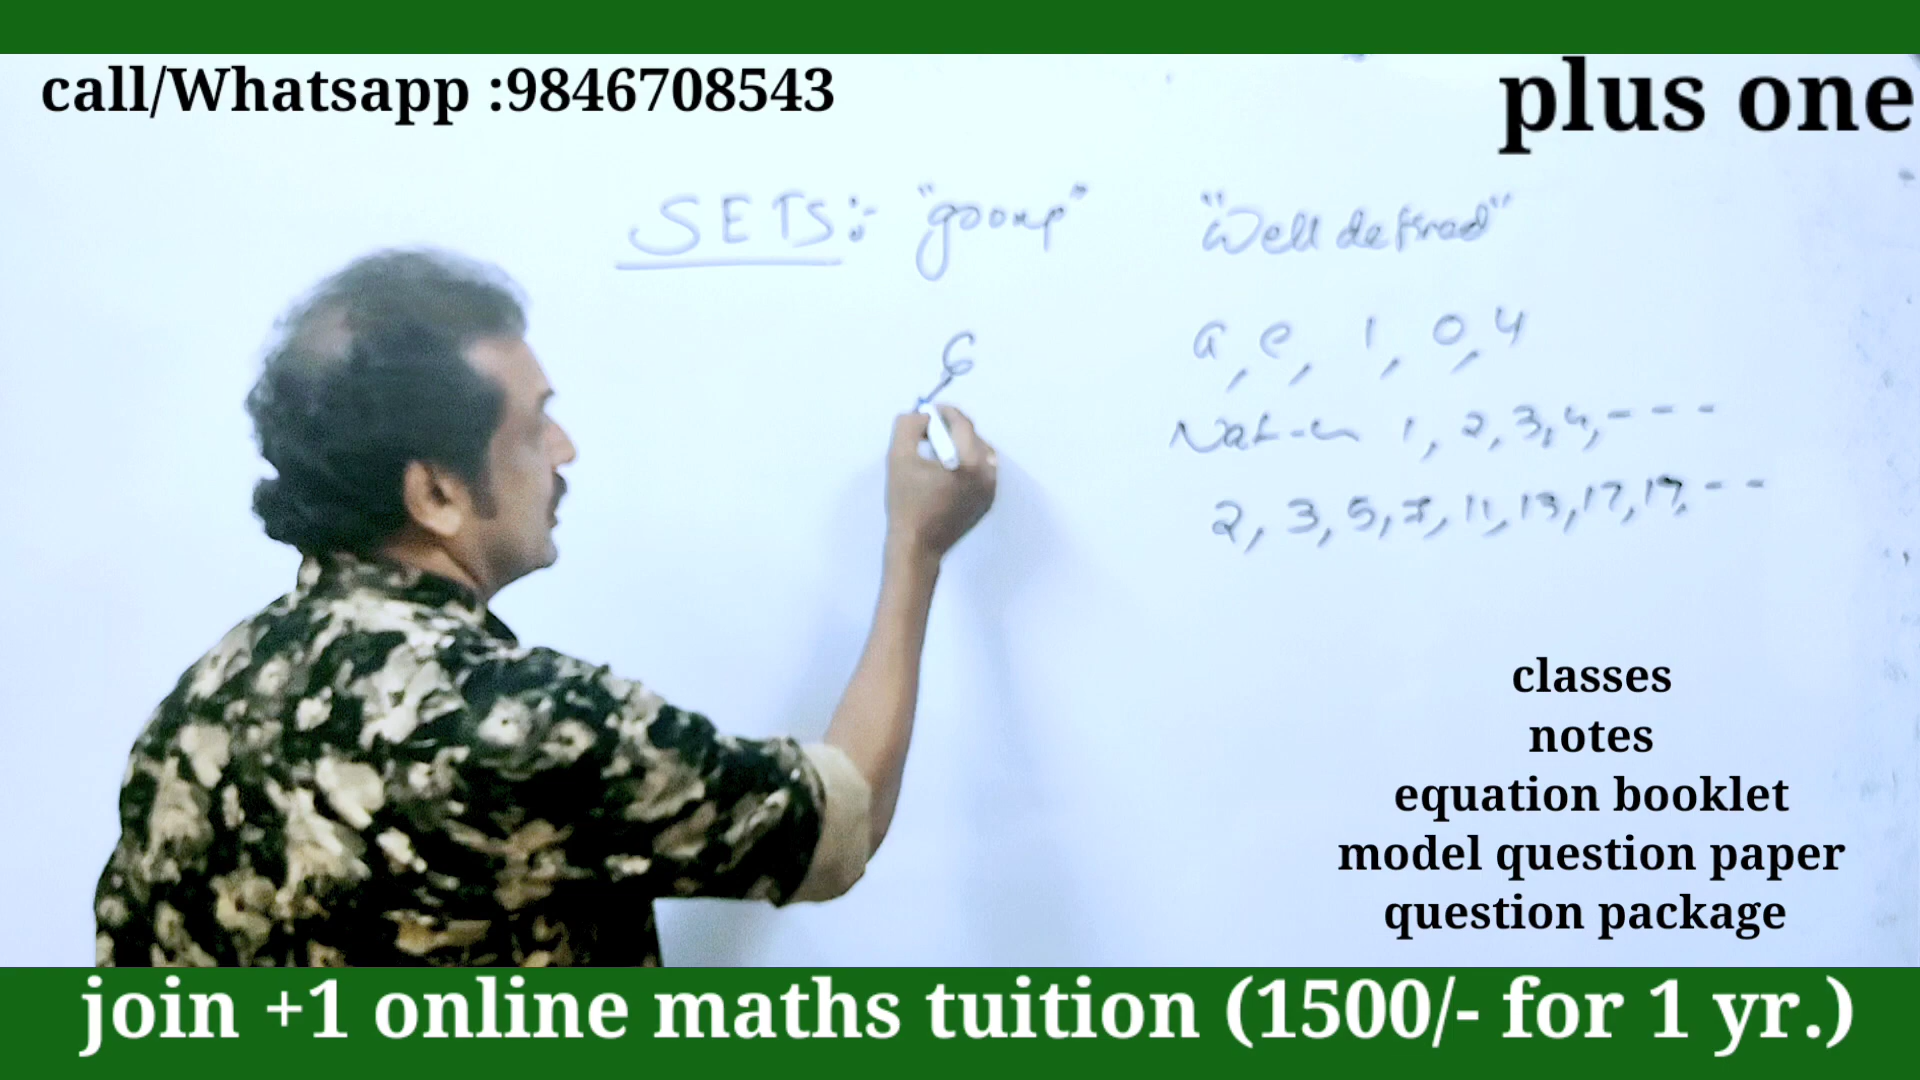 call/Whatsapp :9846708543
plus one
SETS :- "group" "Well defined"
6
a, e, 1, 0, 4
Nat-n 1, 2, 3, 4, - - -
2, 3, 5, 7, 11, 13, 17, 19, - -
classes
notes
equation booklet
model question paper
question package
join +1 online maths tuition (1500/- for 1 yr.)